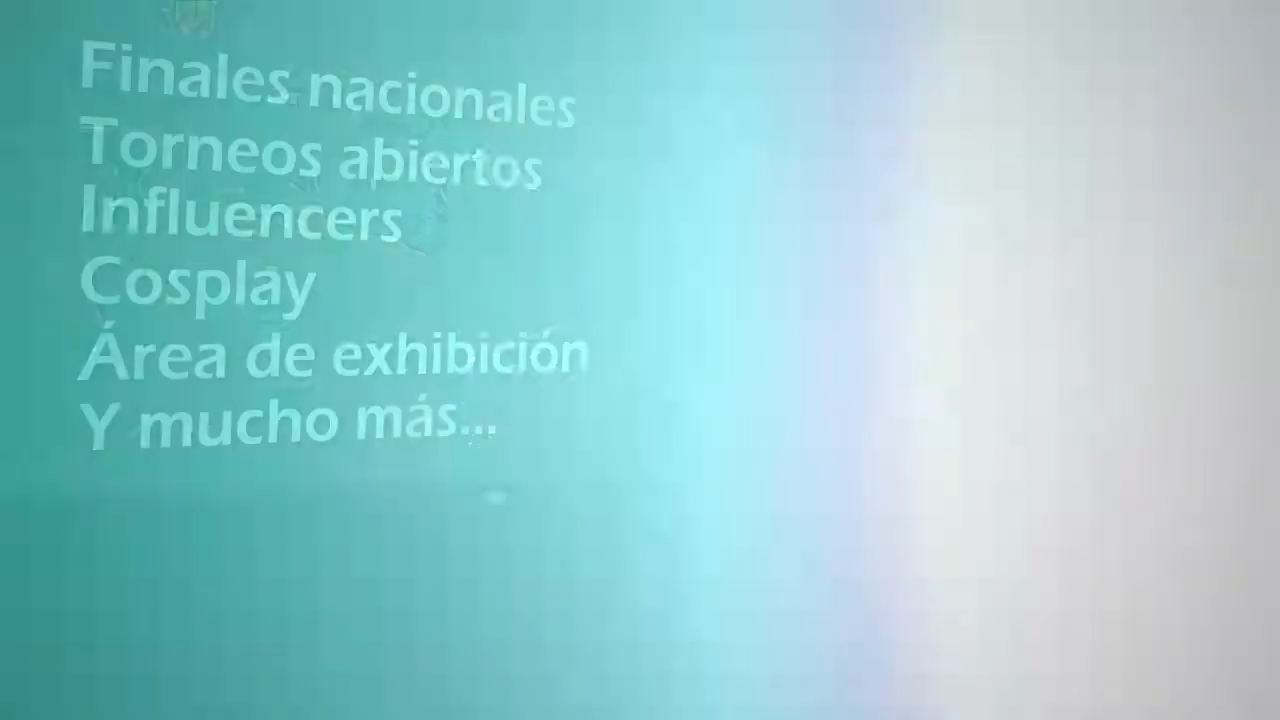 Finales nacionales
Torneos abiertos
Influencers
Cosplay
Área de exhibición
Y mucho más...